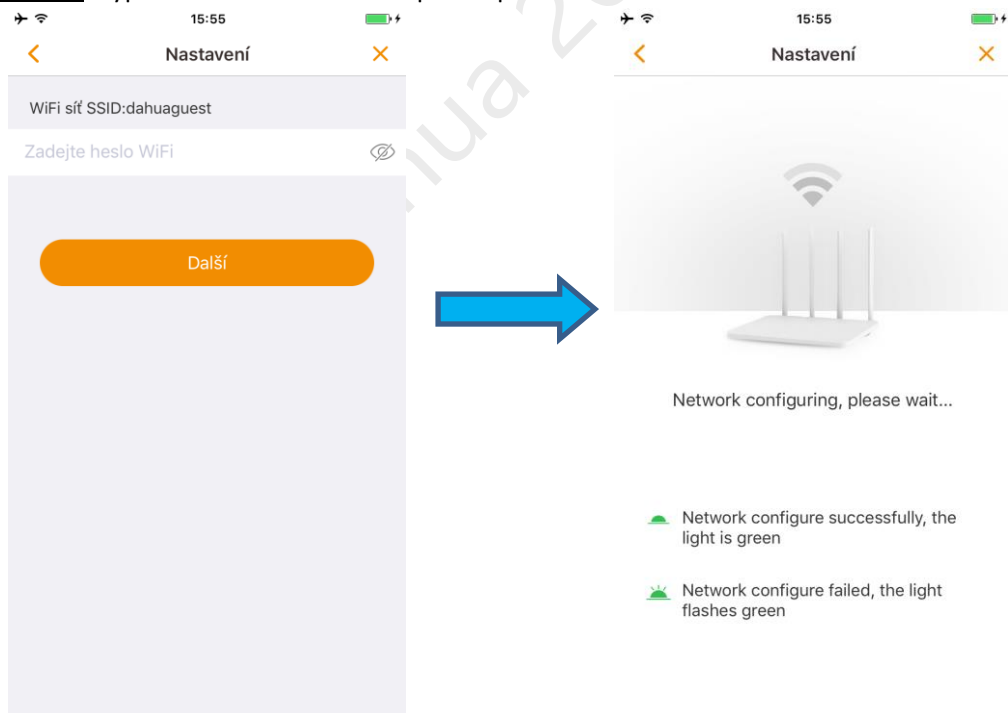 15:55
Nastavení
WiFi síť SSID:dahuaguest
Zadejte heslo WiFi
Další
15:55
Nastavení
Network configuring, please wait...
Network configure successfully, the
light is green
Network configure failed, the light
flashes green